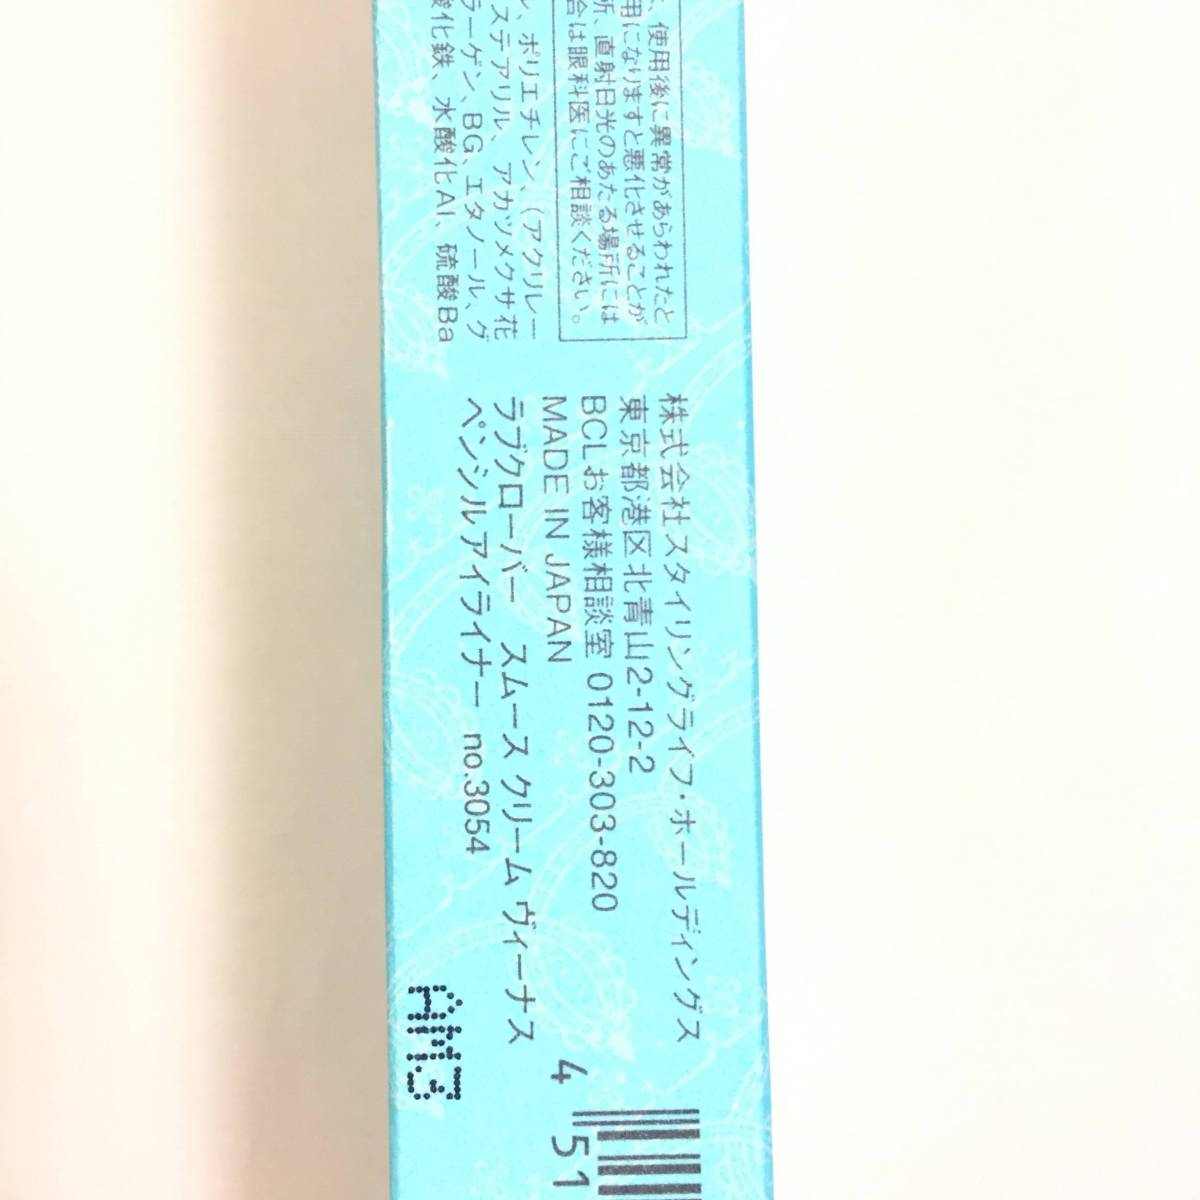 、使用後に異常があらわれたと
用になりますと悪化させることが
所、直射日光のあたる場所には
合は眼科医にご相談ください。
ン、ポリエチレン、(アクリレー
ステアリル、アカツメクサ花
ラーゲン、BG、エタノール、グ
酸化鉄、水酸化Al、硫酸Ba
株式会社スタイリングライフ・ホールディングス
東京都港区北青山2-12-2
BCLお客様相談室 0120-303-820
MADE IN JAPAN
ラブクローバー スムース クリーム ヴィーナス
ペンシルアイライナー no.3054
AM3
4 51